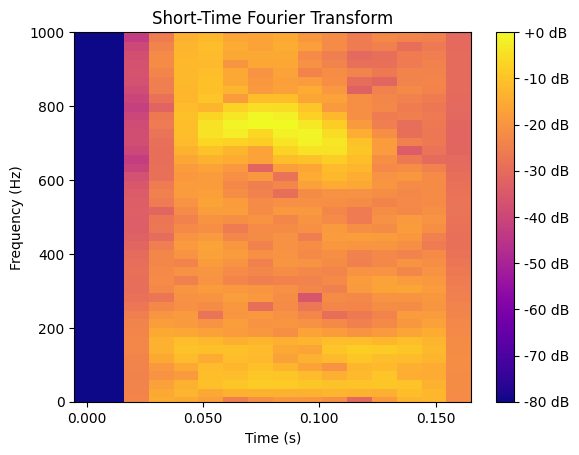 Short-Time Fourier Transform
Frequency (Hz)
1000
800
600
400
200
0
0.000
0.050
0.100
0.150
Time (s)
+0 dB
-10 dB
-20 dB
-30 dB
-40 dB
-50 dB
-60 dB
-70 dB
-80 dB